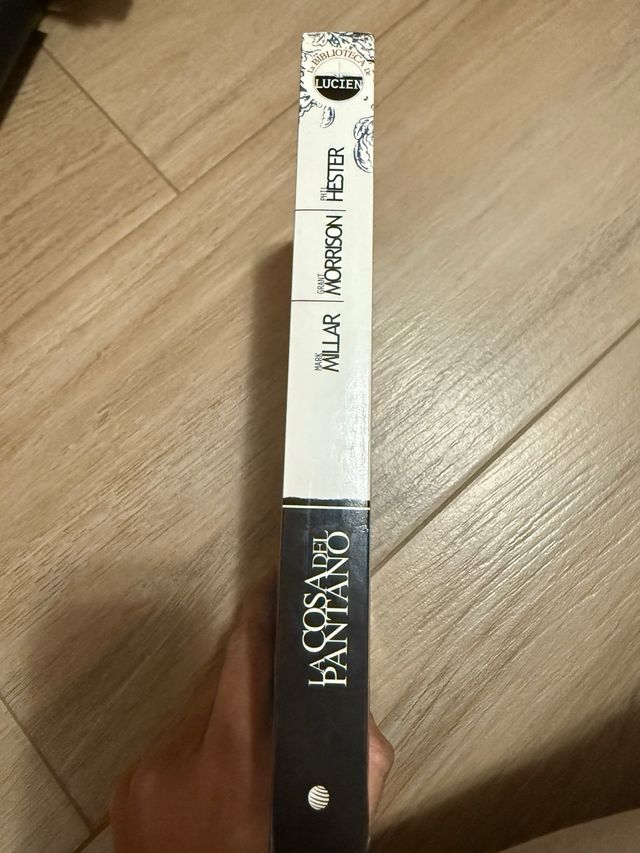 La BIBLIOTECA de
LUCIEN
PHIL
HESTER
GRANT
MORRISON
MARK
MILLAR
LA COSA DEL
PANTANO